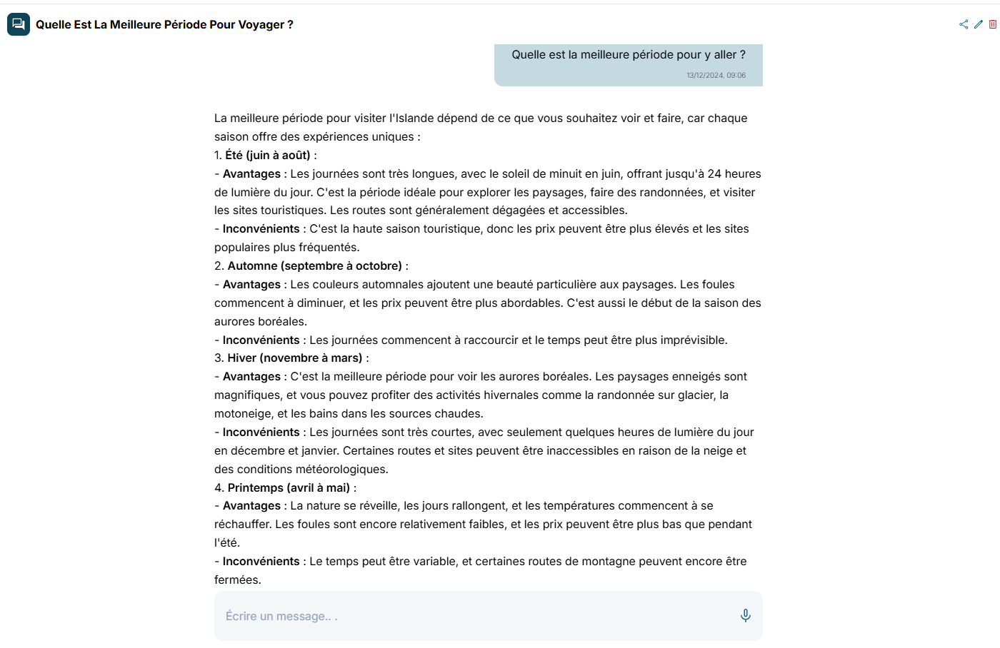 Quelle Est La Meilleure Période Pour Voyager ?
Quelle est la meilleure période pour y aller ?
13/12/2024, 09:06
La meilleure période pour visiter l'Islande dépend de ce que vous souhaitez voir et faire, car chaque
saison offre des expériences uniques :
1. Été (juin à août) :
- Avantages : Les journées sont très longues, avec le soleil de minuit en juin, offrant jusqu'à 24 heures
de lumière du jour. C'est la période idéale pour explorer les paysages, faire des randonnées, et visiter
les sites touristiques. Les routes sont généralement dégagées et accessibles.
- Inconvénients : C'est la haute saison touristique, donc les prix peuvent être plus élevés et les sites
populaires plus fréquentés.
2. Automne (septembre à octobre) :
- Avantages : Les couleurs automnales ajoutent une beauté particulière aux paysages. Les foules
commencent à diminuer, et les prix peuvent être plus abordables. C'est aussi le début de la saison des
aurores boréales.
- Inconvénients : Les journées commencent à raccourcir et le temps peut être plus imprévisible.
3. Hiver (novembre à mars) :
- Avantages : C'est la meilleure période pour voir les aurores boréales. Les paysages enneigés sont
magnifiques, et vous pouvez profiter des activités hivernales comme la randonnée sur glacier, la
motoneige, et les bains dans les sources chaudes.
- Inconvénients : Les journées sont très courtes, avec seulement quelques heures de lumière du jour
en décembre et janvier. Certaines routes et sites peuvent être inaccessibles en raison de la neige et
des conditions météorologiques.
4. Printemps (avril à mai) :
- Avantages : La nature se réveille, les jours rallongent, et les températures commencent à se
réchauffer. Les foules sont encore relativement faibles, et les prix peuvent être plus bas que pendant
l'été.
- Inconvénients : Le temps peut être variable, et certaines routes de montagne peuvent encore être
fermées.
Écrire un message.. .